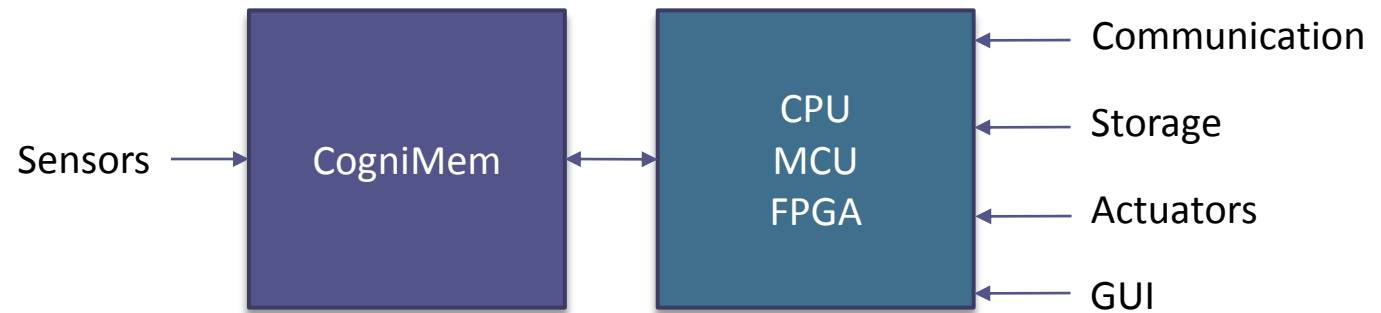 Sensors
CogniMem
CPU
MCU
FPGA
Communication
Storage
Actuators
GUI